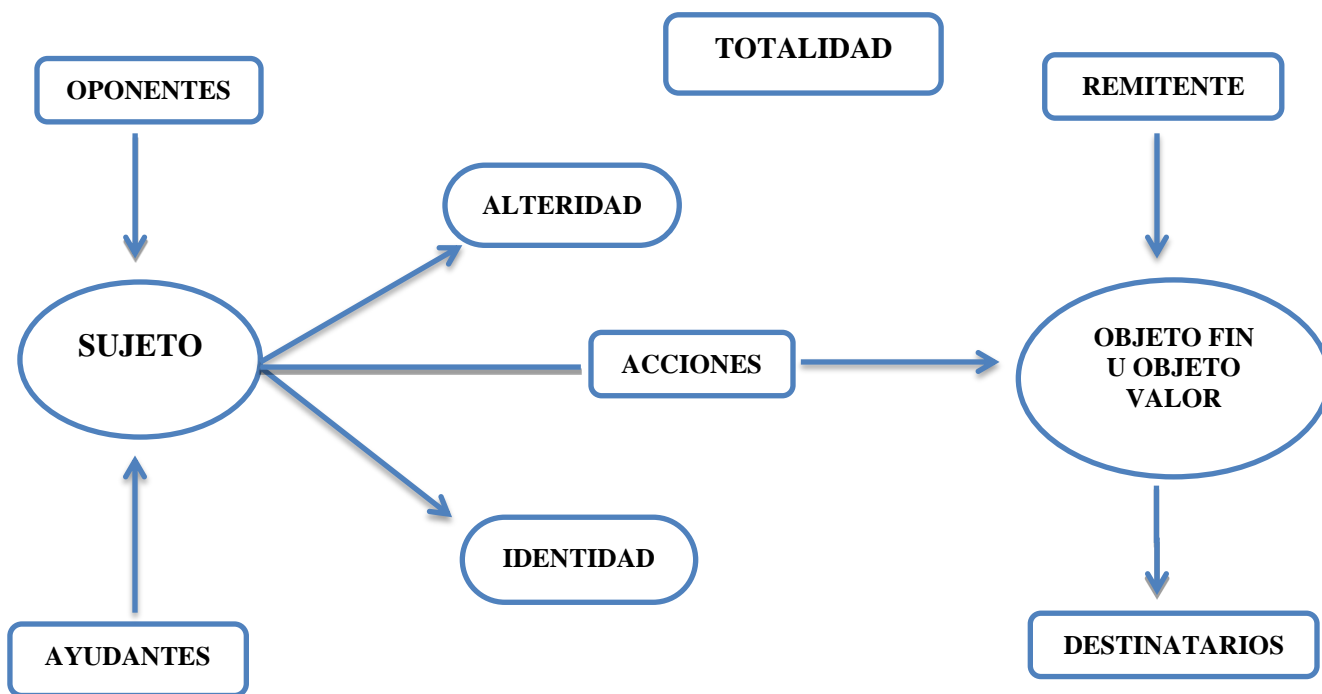 TOTALIDAD
OPONENTES
REMITENTE
ALTERIDAD
SUJETO
ACCIONES
OBJETO FIN
U OBJETO
VALOR
IDENTIDAD
AYUDANTES
DESTINATARIOS